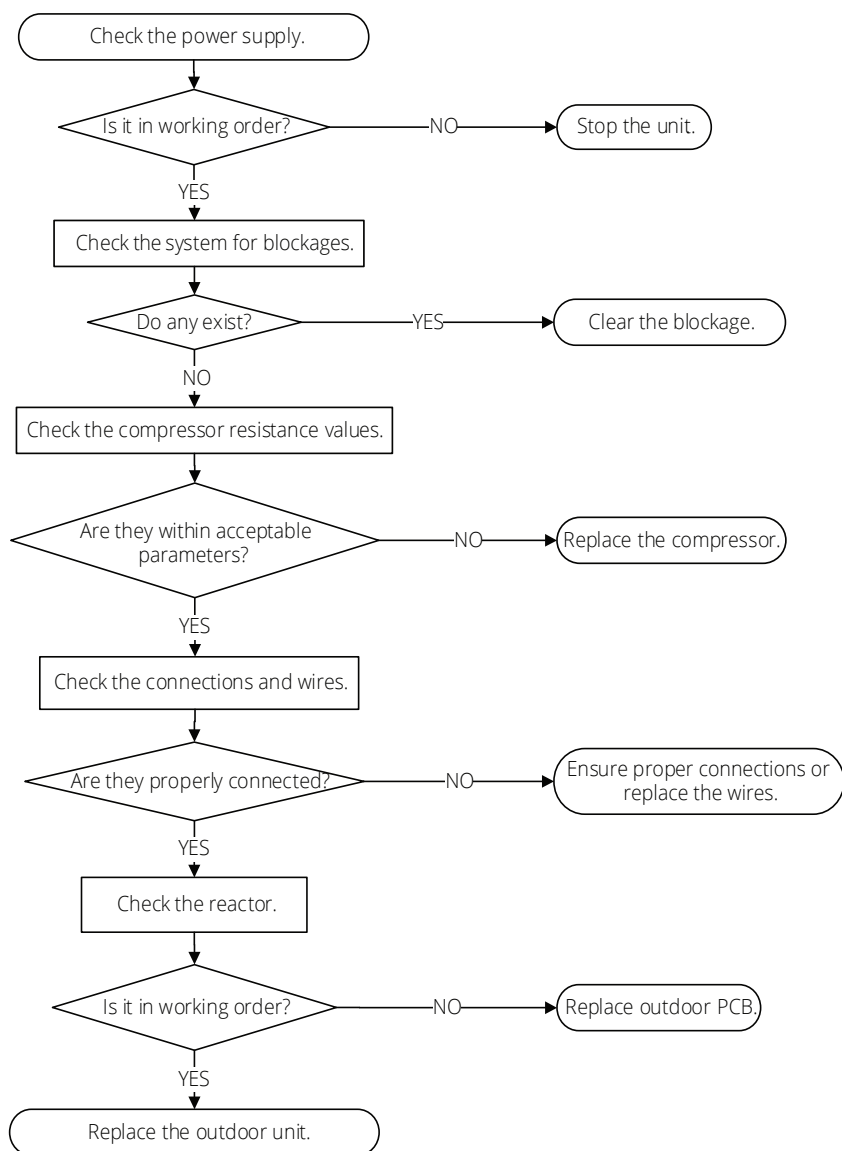 Check the power supply.
Is it in working order?
NO
Stop the unit.
YES
Check the system for blockages.
Do any exist?
YES
Clear the blockage.
NO
Check the compressor resistance values.
Are they within acceptable
parameters?
NO
Replace the compressor.
YES
Check the connections and wires.
Are they properly connected?
NO
Ensure proper connections or
replace the wires.
YES
Check the reactor.
Is it in working order?
NO
Replace outdoor PCB.
YES
Replace the outdoor unit.